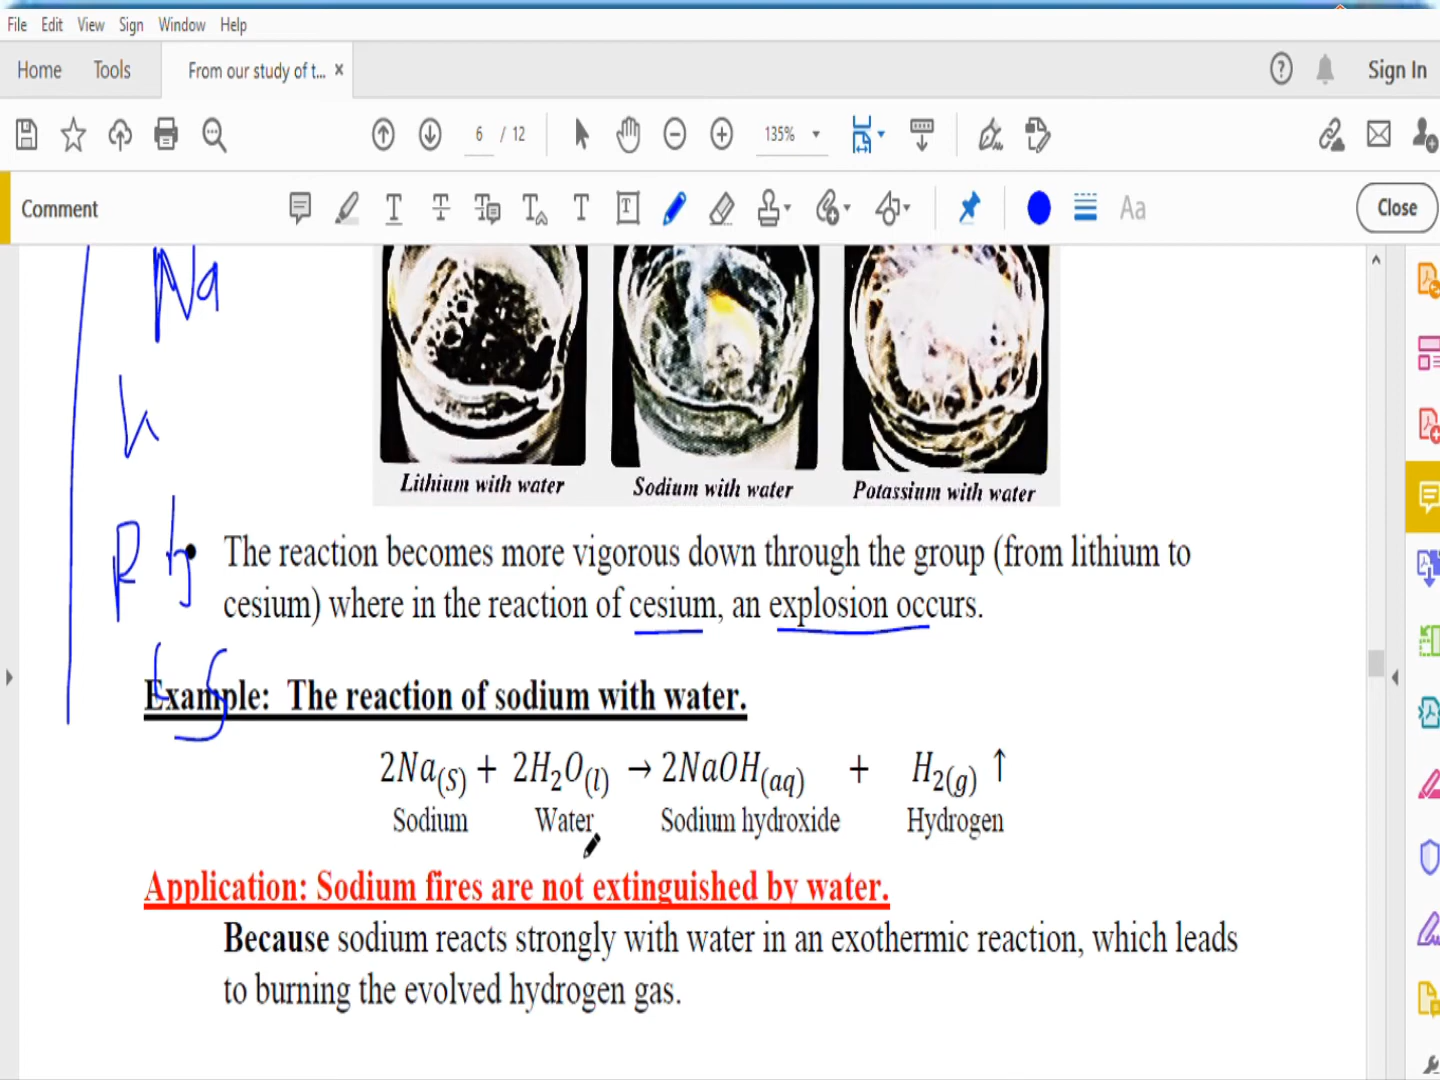 File Edit View Sign Window Help
Home Tools From our study of t... × Sign In
6 / 12 135%
Comment Close
Na
Lithium with water Sodium with water Potassium with water
• The reaction becomes more vigorous down through the group (from lithium to
cesium) where in the reaction of cesium, an explosion occurs.
Example: The reaction of sodium with water.
2Na(S) + 2H2O(l) → 2NaOH(aq) + H2(g) ↑
Sodium Water Sodium hydroxide Hydrogen
Application: Sodium fires are not extinguished by water.
Because sodium reacts strongly with water in an exothermic reaction, which leads
to burning the evolved hydrogen gas.